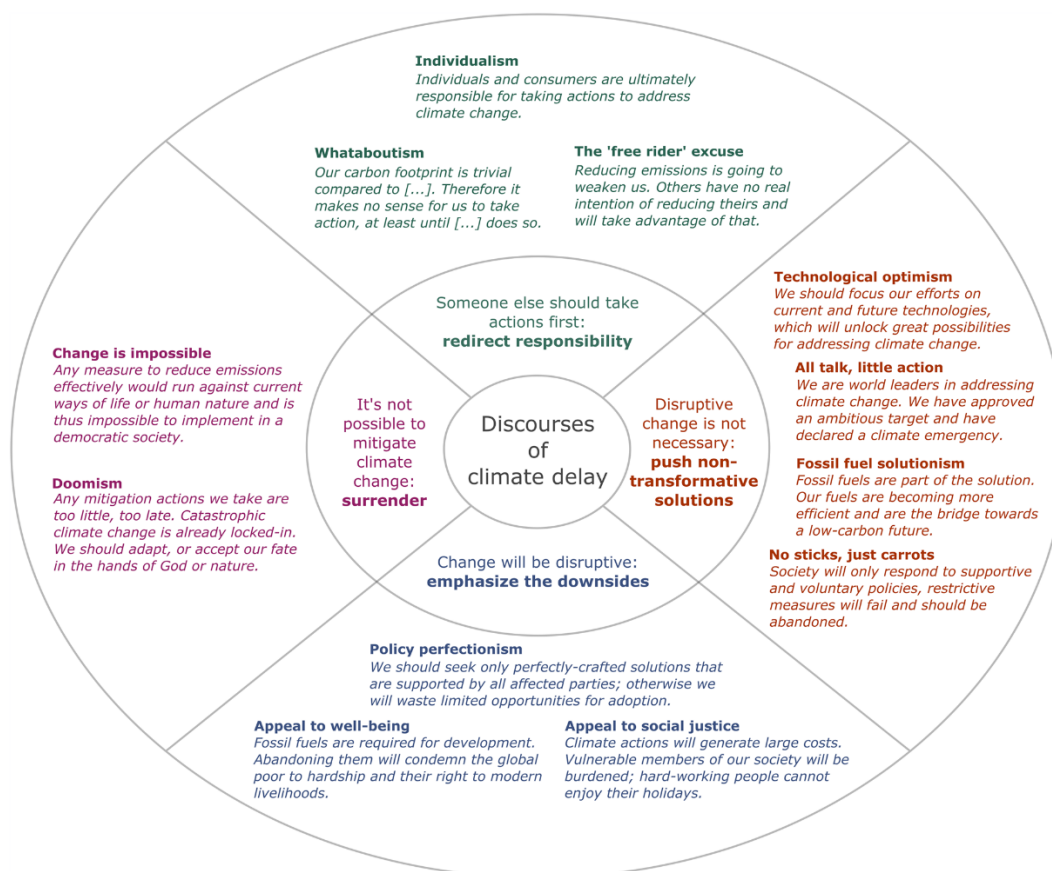 Individualism
Individuals and consumers are ultimately
responsible for taking actions to address
climate change.
Whataboutism
Our carbon footprint is trivial
compared to [...]. Therefore it
makes no sense for us to take
action, at least until [...] does so.
The 'free rider' excuse
Reducing emissions is going to
weaken us. Others have no real
intention of reducing theirs and
will take advantage of that.
Someone else should take
actions first:
redirect responsibility
Technological optimism
We should focus our efforts on
current and future technologies,
which will unlock great possibilities
for addressing climate change.
All talk, little action
We are world leaders in addressing
climate change. We have approved
an ambitious target and have
declared a climate emergency.
Fossil fuel solutionism
Fossil fuels are part of the solution.
Our fuels are becoming more
efficient and are the bridge towards
a low-carbon future.
No sticks, just carrots
Society will only respond to supportive
and voluntary policies, restrictive
measures will fail and should be
abandoned.
Disruptive
change is not
necessary:
push non-
transformative
solutions
Discourses
of
climate delay
It's not
possible to
mitigate
climate
change:
surrender
Change is impossible
Any measure to reduce emissions
effectively would run against current
ways of life or human nature and is
thus impossible to implement in a
democratic society.
Doomism
Any mitigation actions we take are
too little, too late. Catastrophic
climate change is already locked-in.
We should adapt, or accept our fate
in the hands of God or nature.
Change will be disruptive:
emphasize the downsides
Policy perfectionism
We should seek only perfectly-crafted solutions that
are supported by all affected parties; otherwise we
will waste limited opportunities for adoption.
Appeal to well-being
Fossil fuels are required for development.
Abandoning them will condemn the global
poor to hardship and their right to modern
livelihoods.
Appeal to social justice
Climate actions will generate large costs.
Vulnerable members of our society will be
burdened; hard-working people cannot
enjoy their holidays.